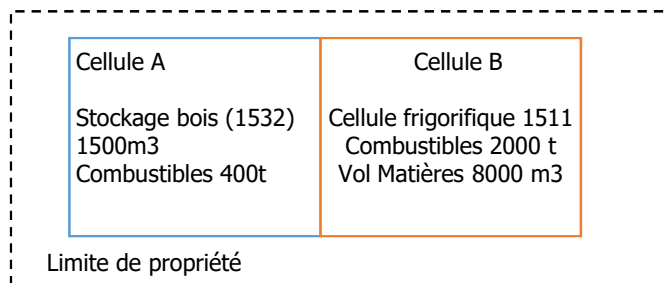 Cellule A
Stockage bois (1532)
1500m3
Combustibles 400t
Cellule B
Cellule frigorifique 1511
Combustibles 2000 t
Vol Matières 8000 m3
Limite de propriété